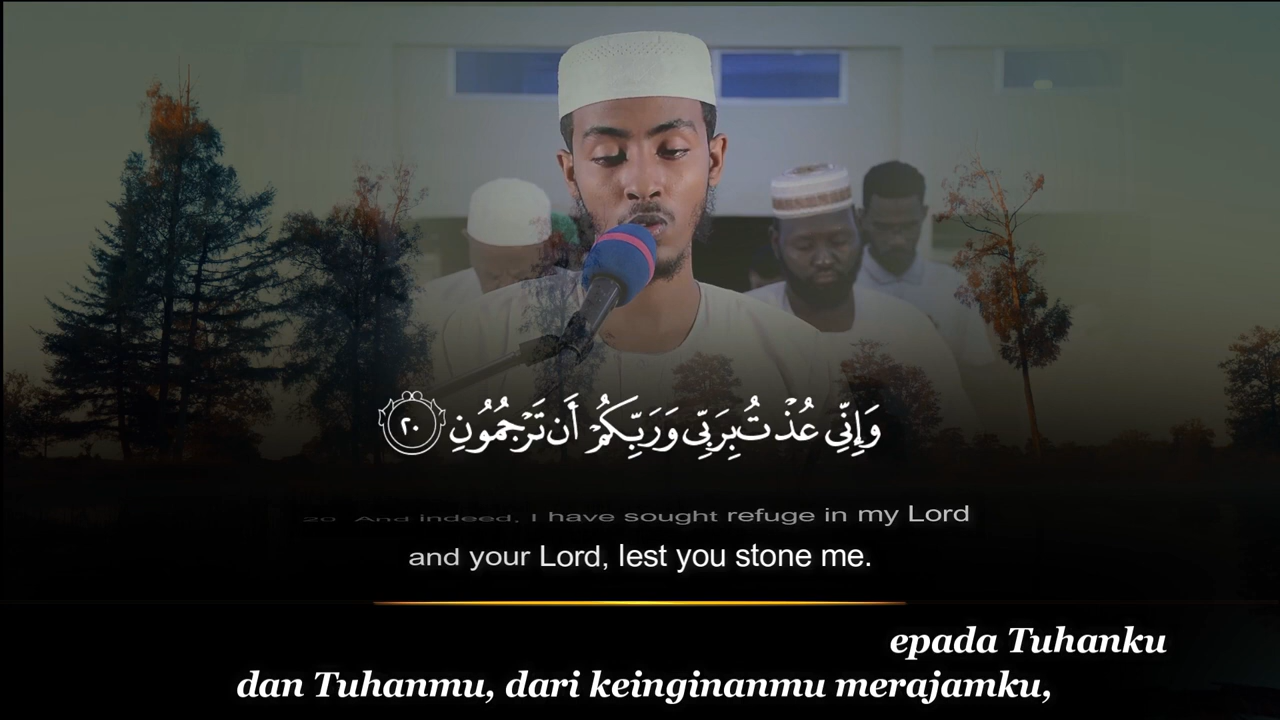 وَإِنِّي عُذْتُ بِرَبِّي وَرَبِّكُمْ أَن تَرْجُمُونِ ٢٠
20 And indeed, I have sought refuge in my Lord
and your Lord, lest you stone me.
epada Tuhanku
dan Tuhanmu, dari keinginanmu merajamku,